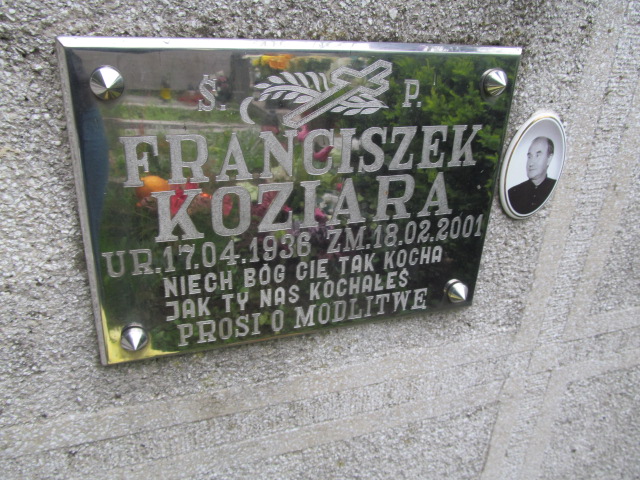 Ś. P.
FRANCISZEK
KOZIARA
UR.17.04.1936 ZM.18.02.2001
NIECH BÓG CIĘ TAK KOCHA
JAK TY NAS KOCHAŁEŚ
PROSI O MODLITWĘ